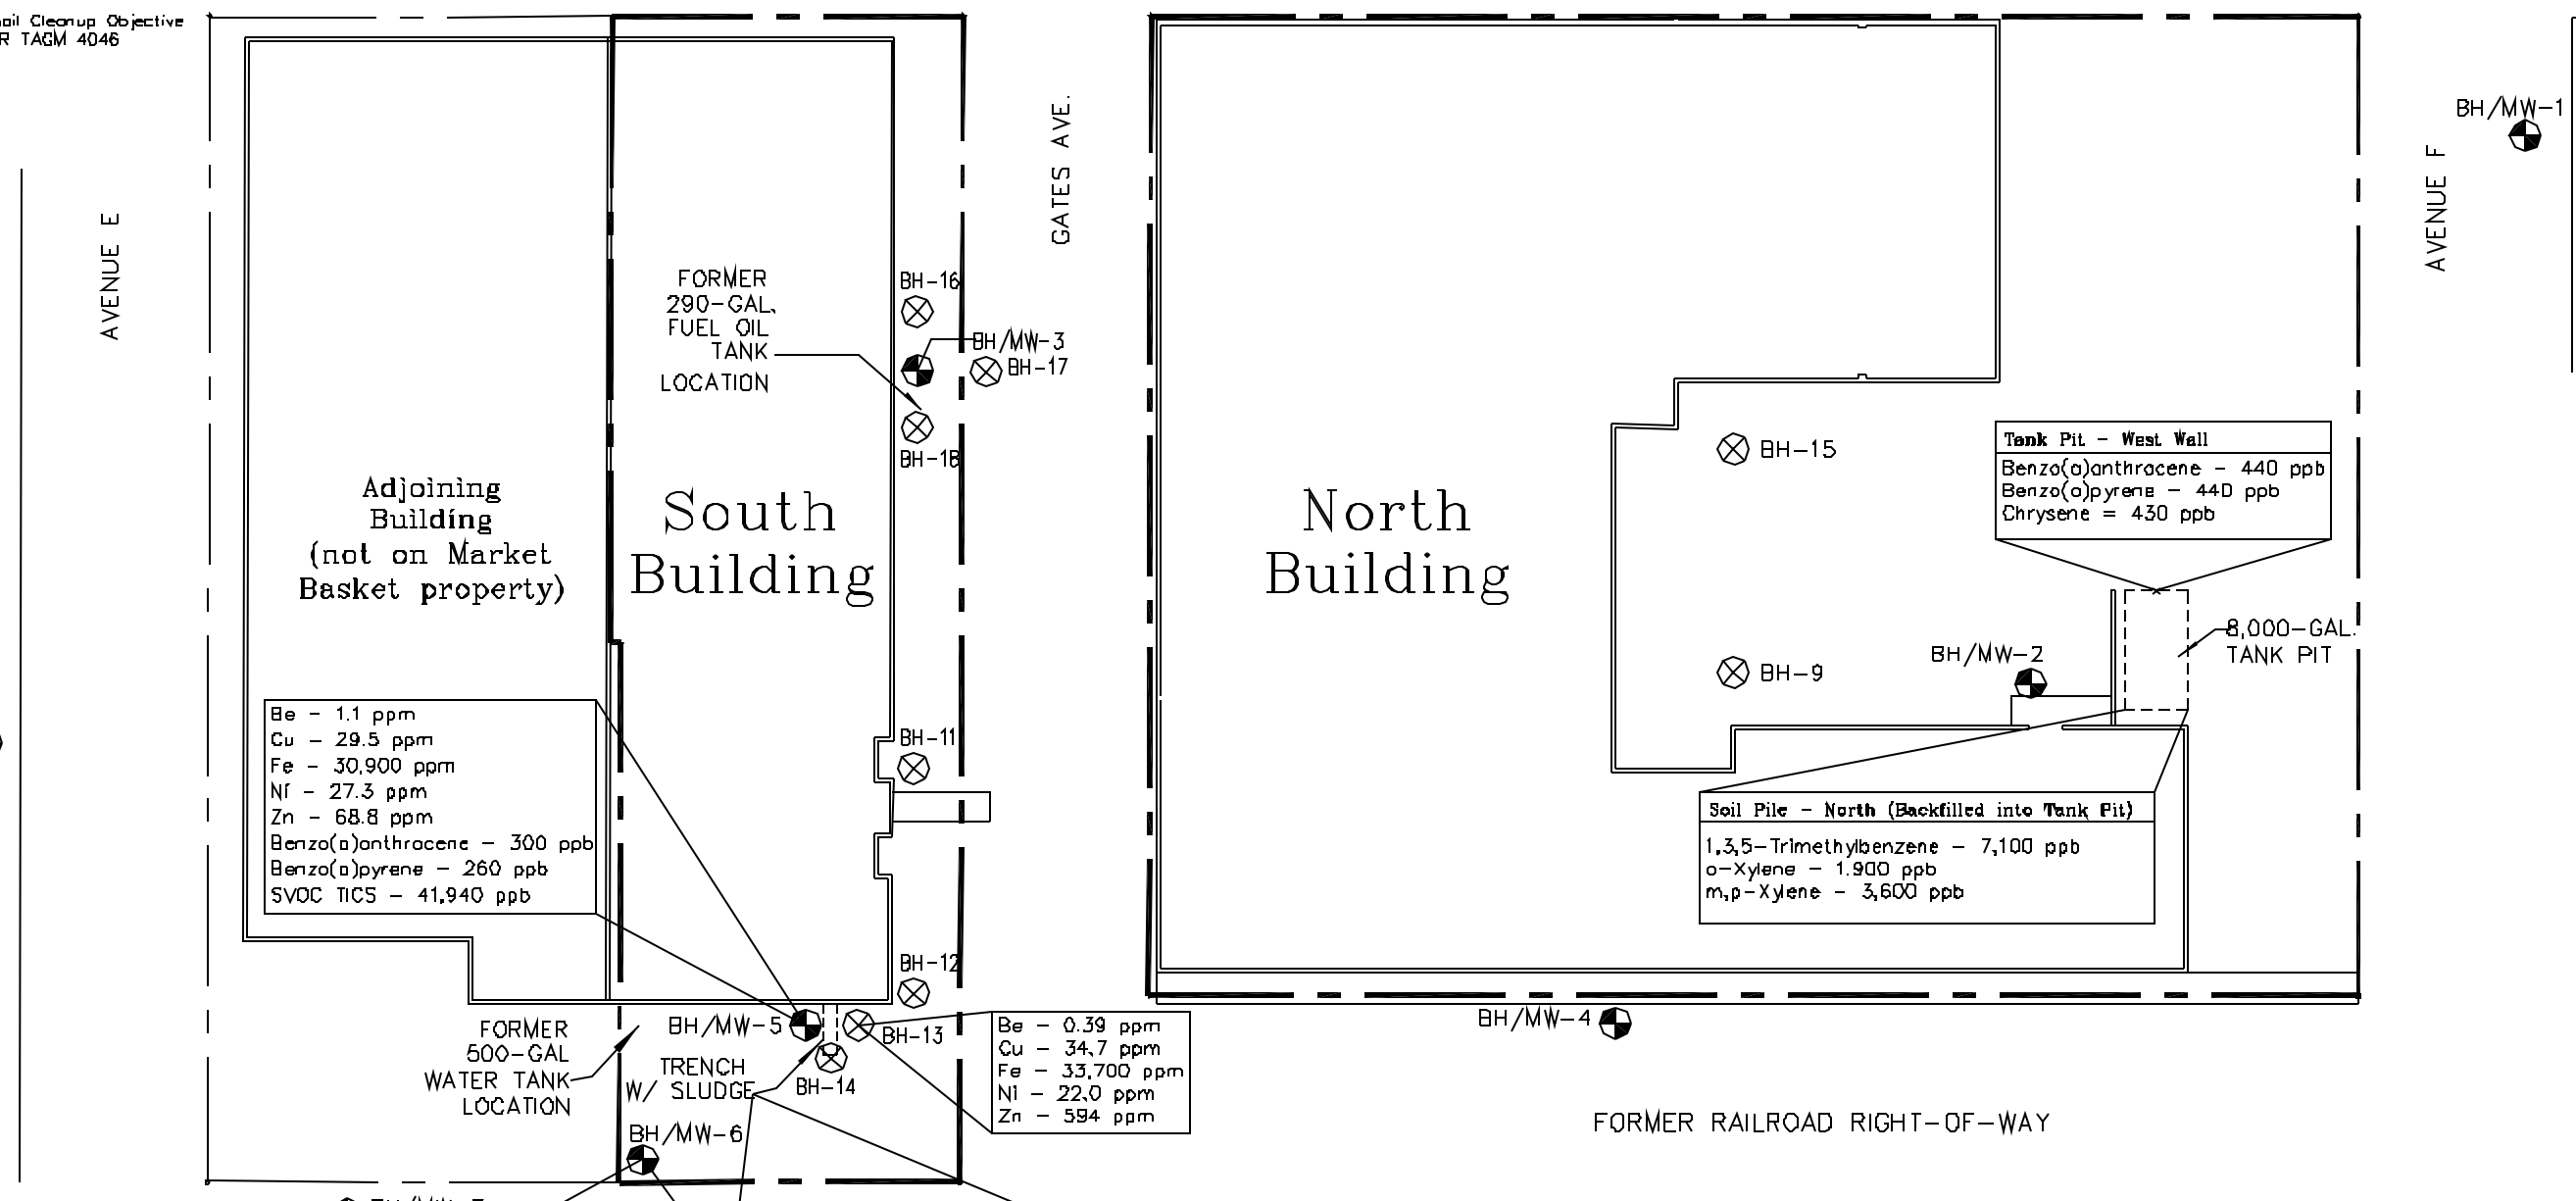 oil Cleanup Objective
R TAGM 4046
AVENUE E
Adjoining
Building
(not on Market
Basket property)
South
Building
FORMER
290-GAL.
FUEL OIL
TANK
LOCATION
BH-16
BH/MW-3
BH-17
BH-18
GATES AVE.
BH-11
BH-12
Be - 1.1 ppm
Cu - 29.5 ppm
Fe - 30,900 ppm
Ni - 27.3 ppm
Zn - 68.8 ppm
Benzo(a)anthracene - 300 ppb
Benzo(a)pyrene - 260 ppb
SVOC TICS - 41,940 ppb
FORMER
500-GAL
WATER TANK
LOCATION
BH/MW-5
BH-13
TRENCH
W/ SLUDGE
BH-14
BH/MW-6
Be - 0.39 ppm
Cu - 34.7 ppm
Fe - 33,700 ppm
Ni - 22.0 ppm
Zn - 594 ppm
North
Building
BH-15
BH-9
BH/MW-2
Tank Pit - West Wall
Benzo(a)anthracene - 440 ppb
Benzo(a)pyrene - 440 ppb
Chrysene = 430 ppb
8,000-GAL.
TANK PIT
Soil Pile - North (Backfilled into Tank Pit)
1,3,5-Trimethylbenzene - 7,100 ppb
o-Xylene - 1.900 ppb
m,p-Xylene - 3,600 ppb
BH/MW-4
FORMER RAILROAD RIGHT-OF-WAY
AVENUE F
BH/MW-1